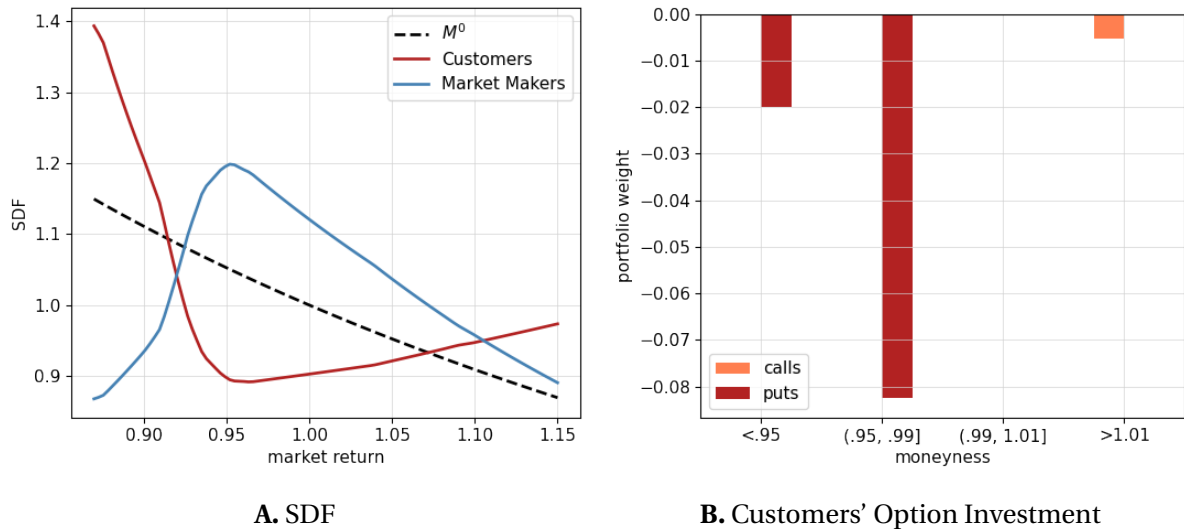 1.4
1.3
1.2
1.1
1.0
0.9
SDF
M⁰
Customers
Market Makers
0.90 0.95 1.00 1.05 1.10 1.15
market return
A. SDF
0.00
−0.01
−0.02
−0.03
−0.04
−0.05
−0.06
−0.07
−0.08
portfolio weight
calls
puts
<.95 (.95, .99] (.99, 1.01] >1.01
moneyness
B. Customers’ Option Investment